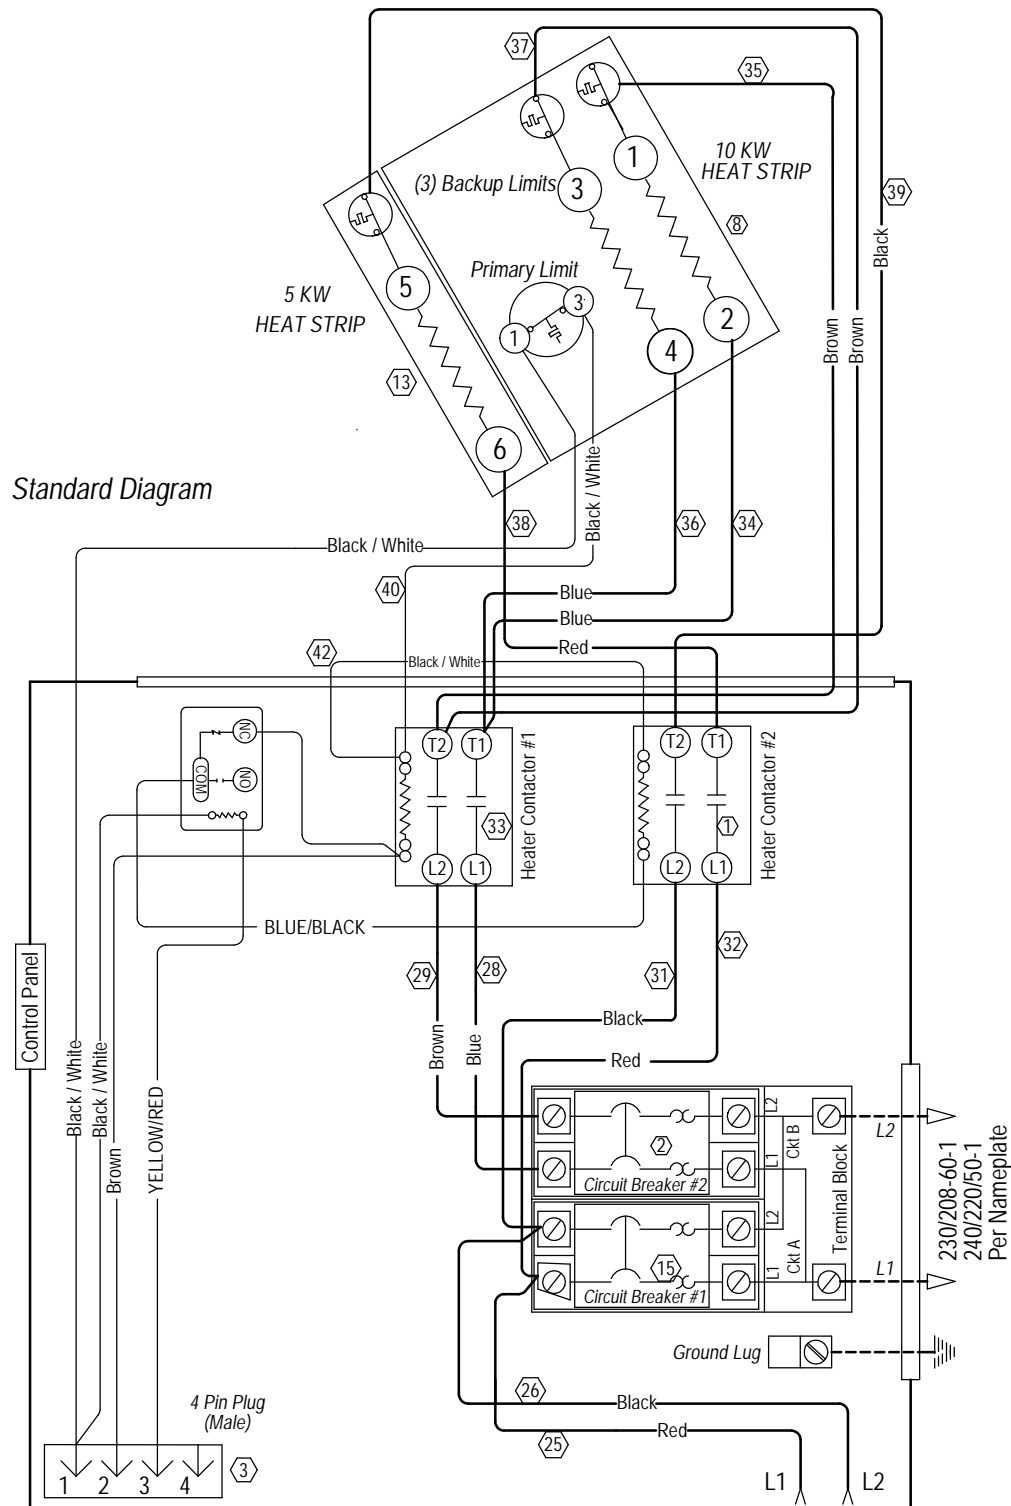 37
35
10 KW
HEAT STRIP
1
(3) Backup Limits
3
39
8
Black
Primary Limit
5
5 KW
HEAT STRIP
3
1
2
4
Brown
Brown
13
6
Standard Diagram
Black / White
38
36
34
Black / White
40
Blue
Blue
Red
42
Black / White
NC
COM
NO
T2
T1
Heater Contactor #1
33
L2
L1
T2
T1
Heater Contactor #2
1
L2
L1
BLUE/BLACK
29
28
31
32
Control Panel
Brown
Blue
Black
Red
Black / White
Black / White
Brown
YELLOW/RED
2
L2
L1
Ckt B
Circuit Breaker #2
L2
L1
Ckt A
15
Circuit Breaker #1
Terminal Block
L2
L1
230/208-60-1
240/220/50-1
Per Nameplate
Ground Lug
26
Black
25
Red
4 Pin Plug
(Male)
1 2 3 4
3
L1 L2